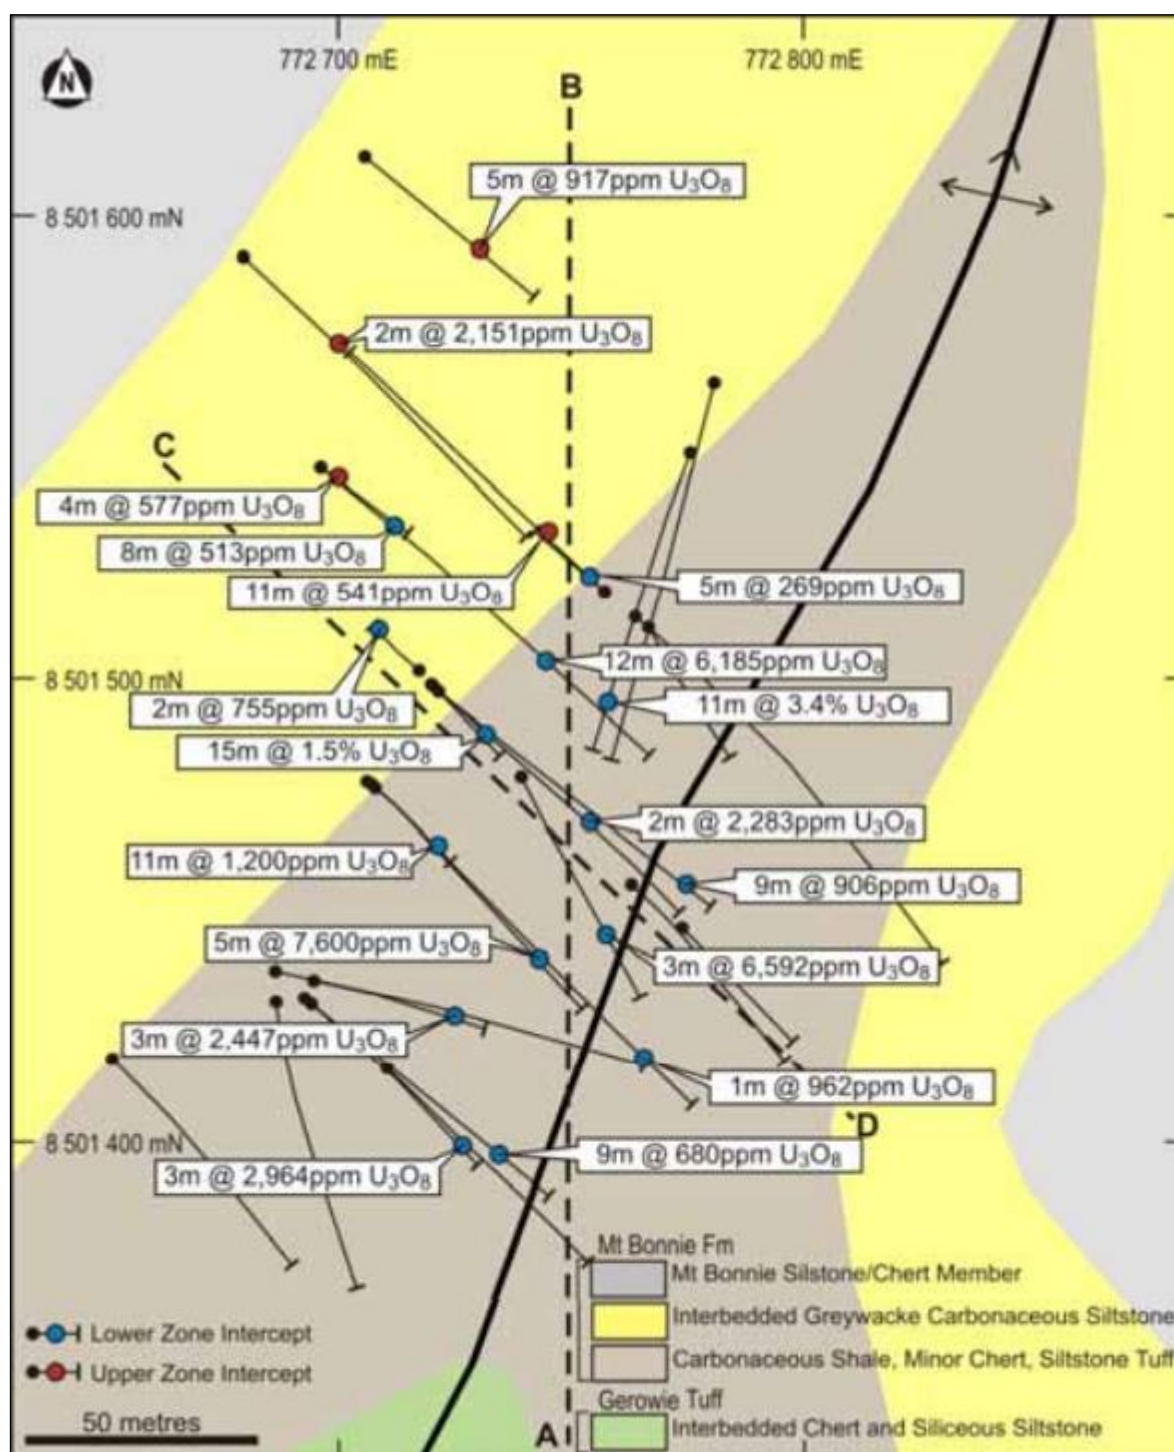 772 700 mE
772 800 mE
N
B
5m @ 917ppm U₃O₈
8 501 600 mN
2m @ 2,151ppm U₃O₈
C
4m @ 577ppm U₃O₈
8m @ 513ppm U₃O₈
11m @ 541ppm U₃O₈
5m @ 269ppm U₃O₈
12m @ 6,185ppm U₃O₈
8 501 500 mN
11m @ 3.4% U₃O₈
2m @ 755ppm U₃O₈
15m @ 1.5% U₃O₈
2m @ 2,283ppm U₃O₈
11m @ 1,200ppm U₃O₈
9m @ 906ppm U₃O₈
5m @ 7,600ppm U₃O₈
3m @ 6,592ppm U₃O₈
3m @ 2,447ppm U₃O₈
1m @ 962ppm U₃O₈
D
8 501 400 mN
9m @ 680ppm U₃O₈
3m @ 2,964ppm U₃O₈
Mt Bonnie Fm
Mt Bonnie Silstone/Chert Member
Interbedded Greywacke Carbonaceous Siltstone
Carbonaceous Shale, Minor Chert, Siltstone Tuff
Gerowie Tuff
Interbedded Chert and Siliceous Siltstone
Lower Zone Intercept
Upper Zone Intercept
50 metres
A